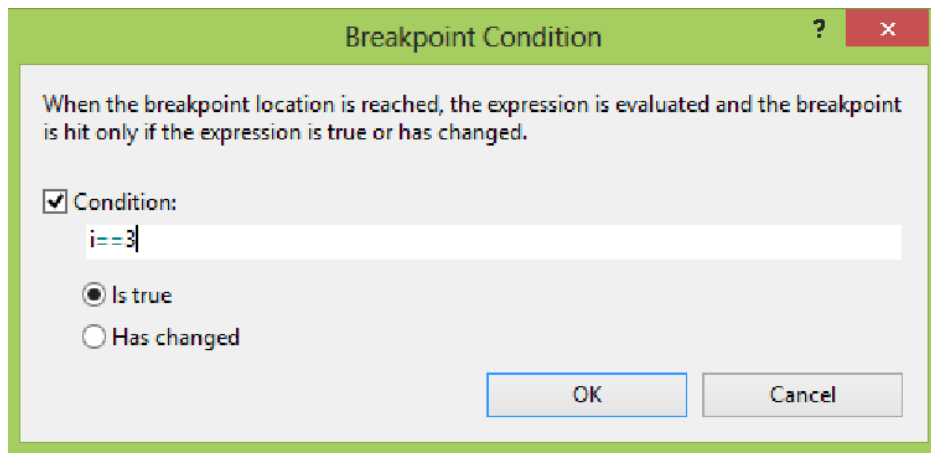 Breakpoint Condition
?
When the breakpoint location is reached, the expression is evaluated and the breakpoint
is hit only if the expression is true or has changed.
Condition:
i==3
Is true
Has changed
OK Cancel